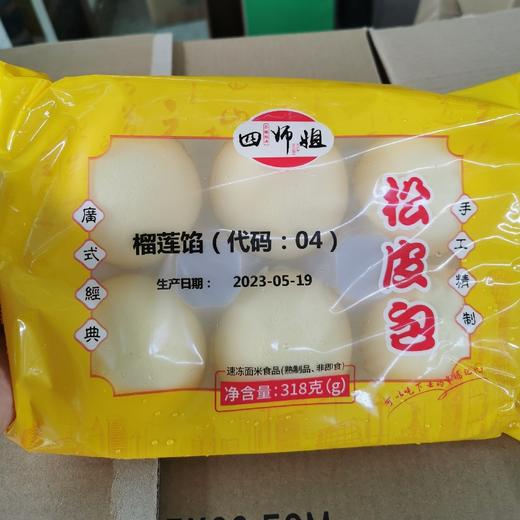 四师姐
榴莲馅（代码：04）
生产日期： 2023-05-19
廣式經典
松皮包
手工精制
速冻面米食品(熟制品、非即食)
净含量:318克(g)